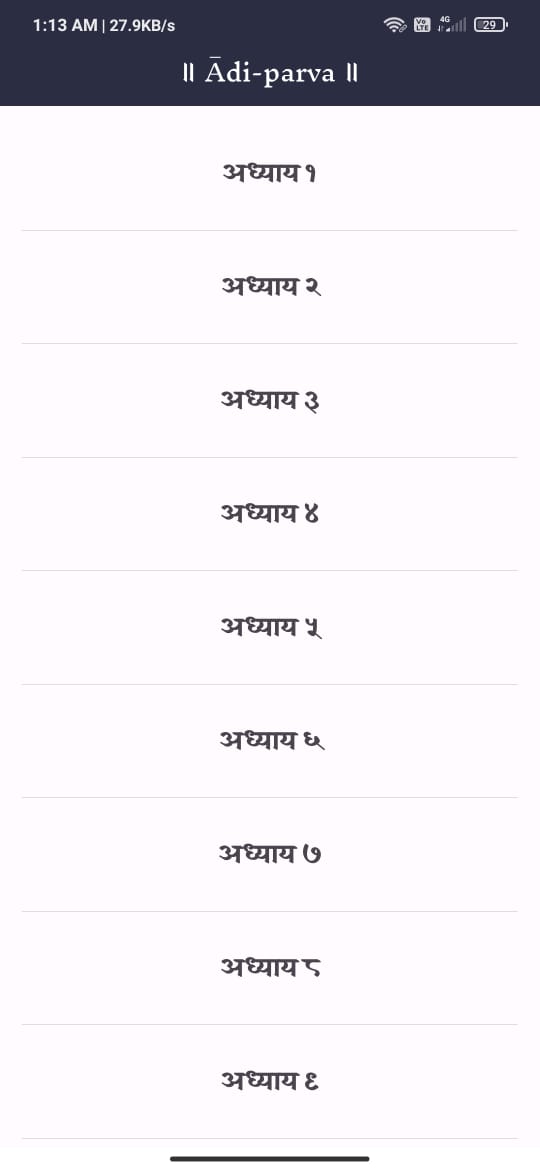 1:13 AM | 27.9KB/s
Vo LTE 4G 29
॥ Ādi-parva ॥
अध्याय १
अध्याय २
अध्याय ३
अध्याय ४
अध्याय ५
अध्याय ६
अध्याय ७
अध्याय ८
अध्याय ९